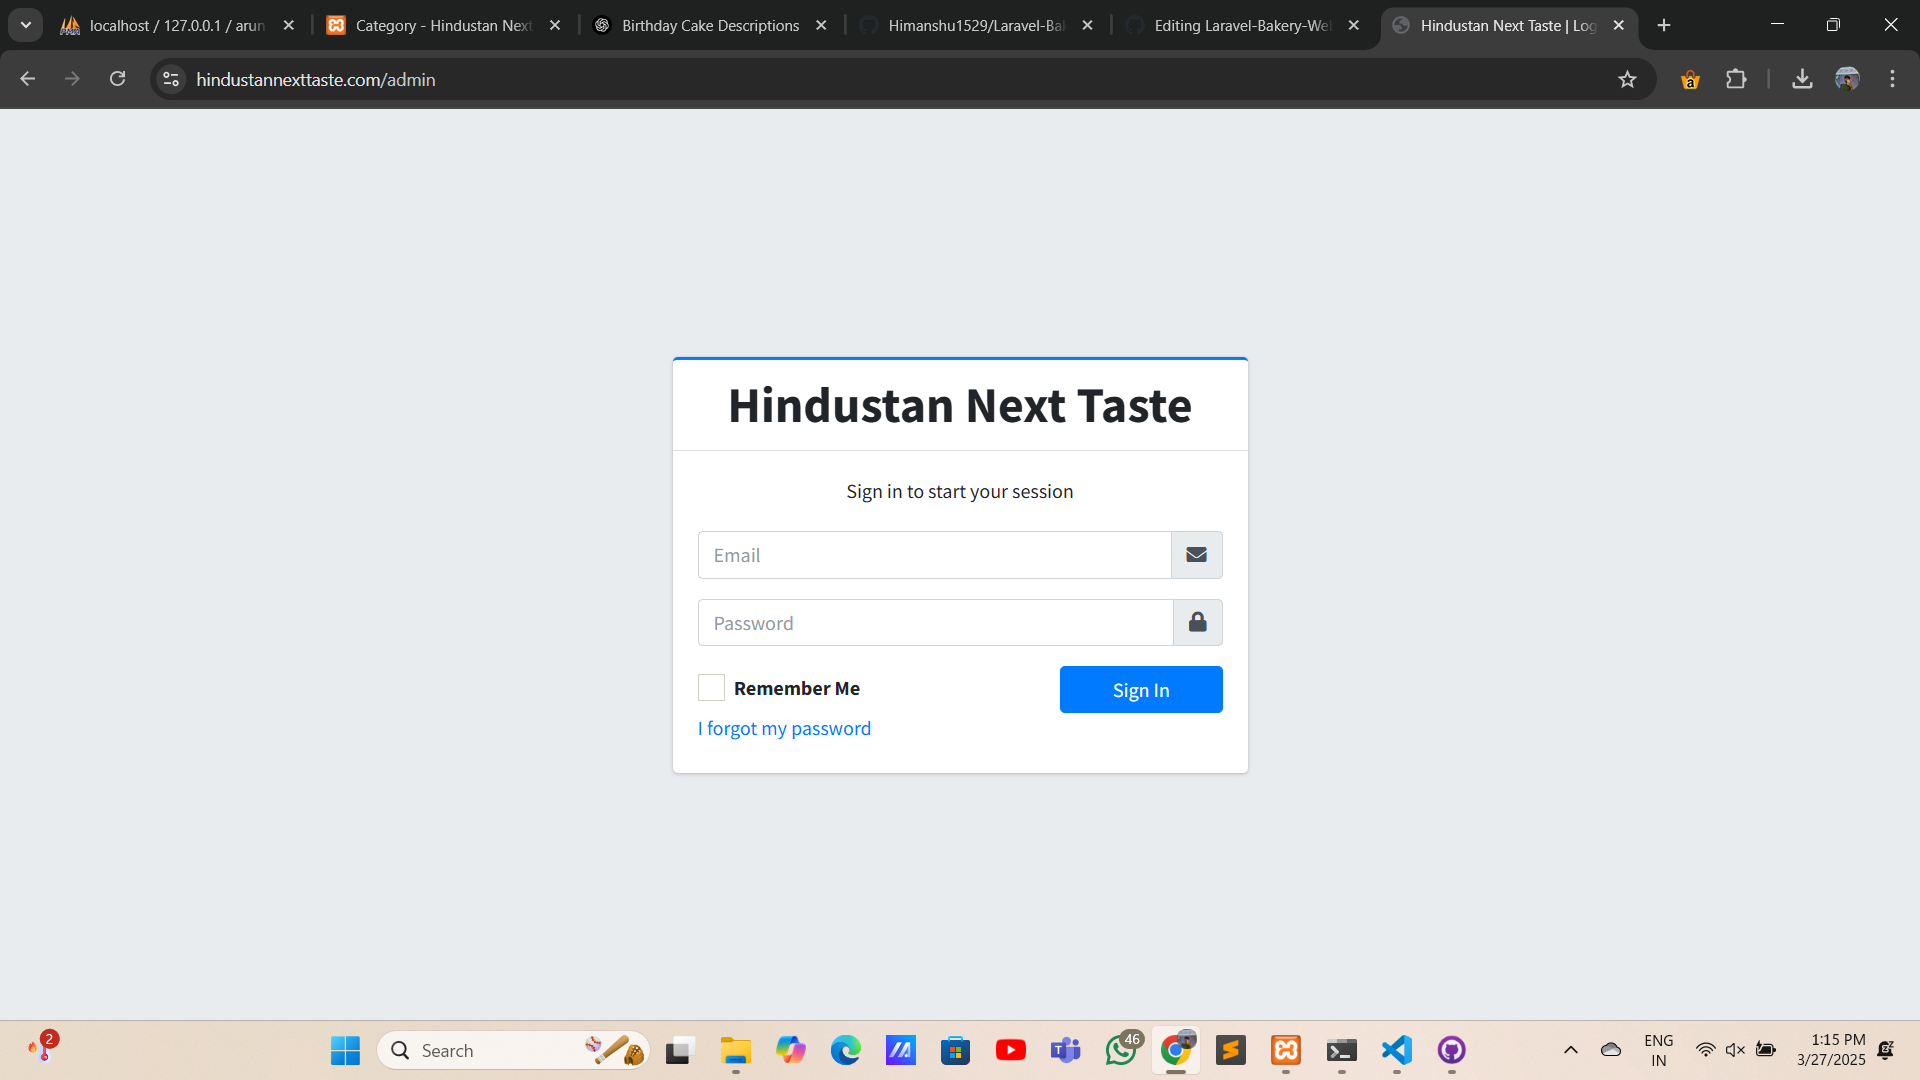 localhost / 127.0.0.1 / arun
Category - Hindustan Next
Birthday Cake Descriptions
Himanshu1529/Laravel-Bak
Editing Laravel-Bakery-Wel
Hindustan Next Taste | Log
hindustannexttaste.com/admin
Hindustan Next Taste
Sign in to start your session
Email
Password
Remember Me
Sign In
I forgot my password
2
Search
46
ENG
IN
1:15 PM
3/27/2025